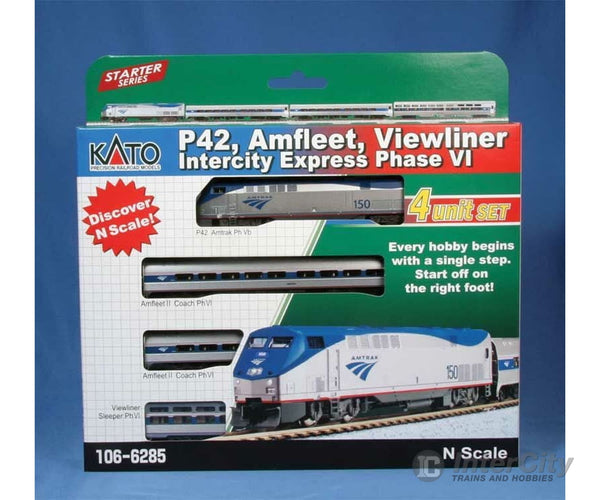 STARTER
SERIES
KATO
PRECISION RAILROAD MODELS
P42, Amfleet, Viewliner
Intercity Express Phase VI
Discover
N Scale!
150
P42 Amtrak Ph Vb
4 unit SET
Every hobby begins
with a single step.
Start off on
the right foot!
Amfleet II Coach Ph VI
Amfleet II Coach Ph VI
Viewliner
Sleeper Ph VI
AMTRAK
150
106-6285
N Scale
IC InterCity
TRAINS AND HOBBIES